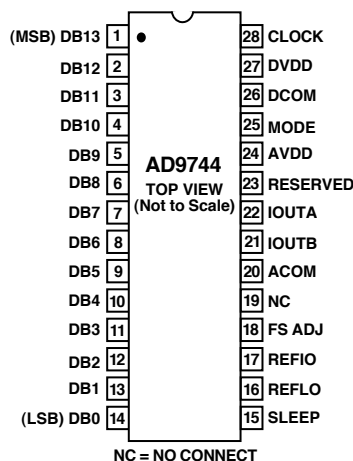 (MSB) DB13 1 28 CLOCK
DB12 2 27 DVDD
DB11 3 26 DCOM
DB10 4 25 MODE
DB9 5 24 AVDD
DB8 6 23 RESERVED
DB7 7 22 IOUTA
DB6 8 21 IOUTB
DB5 9 20 ACOM
DB4 10 19 NC
DB3 11 18 FS ADJ
DB2 12 17 REFIO
DB1 13 16 REFLO
(LSB) DB0 14 15 SLEEP
AD9744
TOP VIEW
(Not to Scale)
NC = NO CONNECT